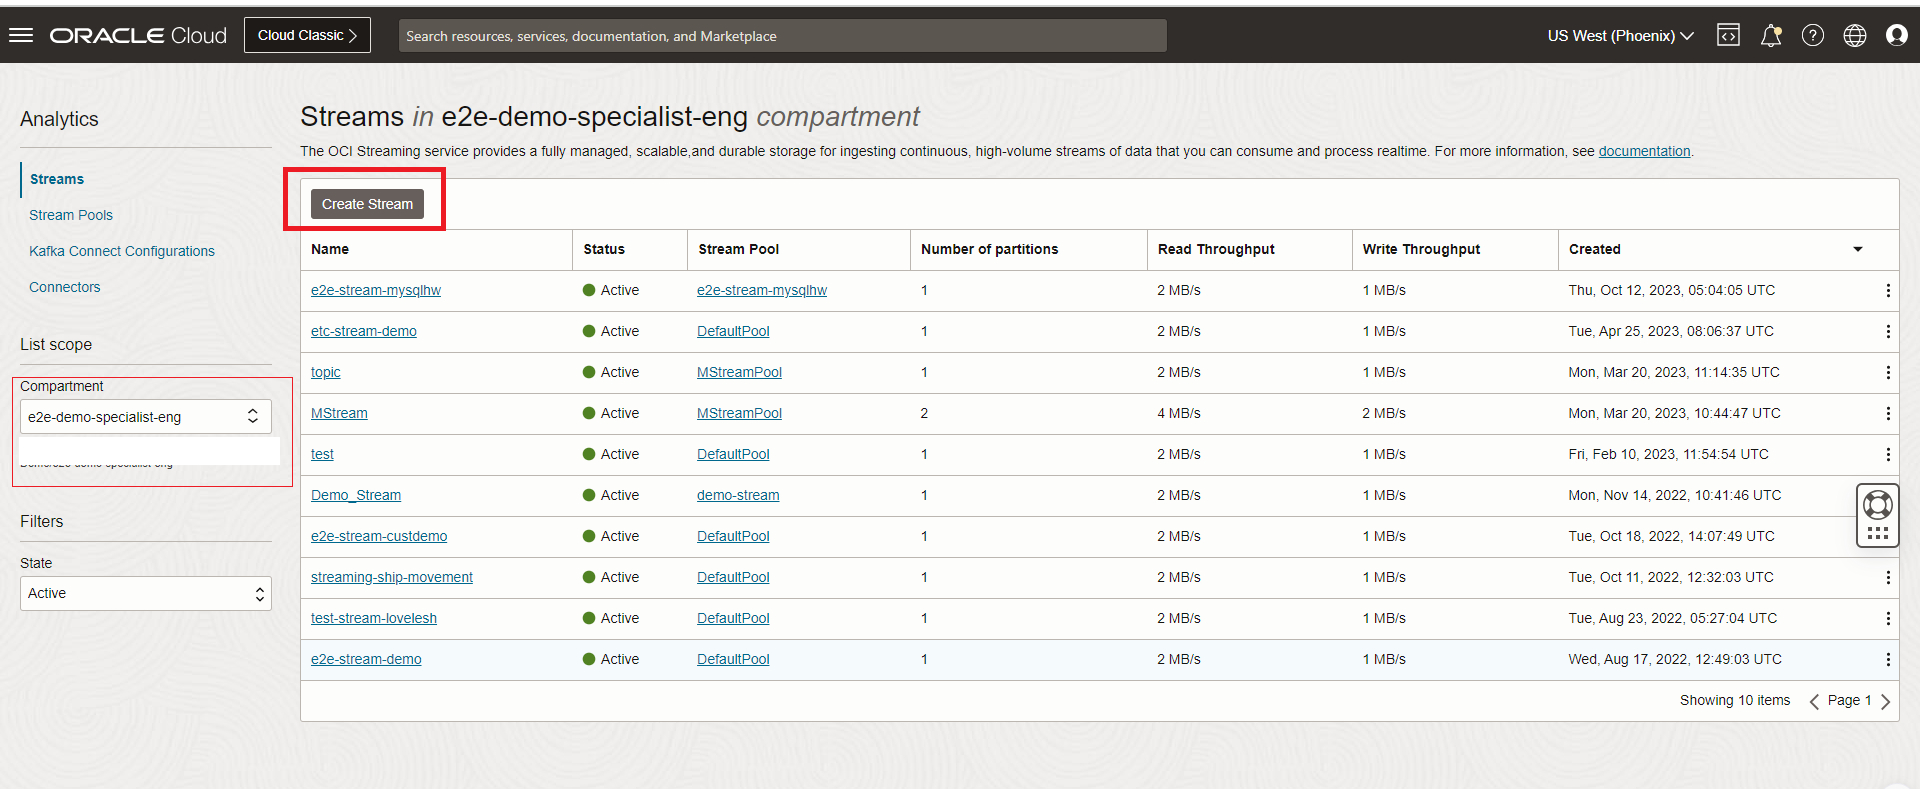 ORACLE Cloud Cloud Classic Search resources, services, documentation, and Marketplace US West (Phoenix)
Analytics
Streams
Stream Pools
Kafka Connect Configurations
Connectors
List scope
Compartment
e2e-demo-specialist-eng
Filters
State
Active
Streams in e2e-demo-specialist-eng compartment
The OCI Streaming service provides a fully managed, scalable,and durable storage for ingesting continuous, high-volume streams of data that you can consume and process realtime. For more information, see documentation.
Create Stream
Name Status Stream Pool Number of partitions Read Throughput Write Throughput Created
e2e-stream-mysqlhw Active e2e-stream-mysqlhw 1 2 MB/s 1 MB/s Thu, Oct 12, 2023, 05:04:05 UTC
etc-stream-demo Active DefaultPool 1 2 MB/s 1 MB/s Tue, Apr 25, 2023, 08:06:37 UTC
topic Active MStreamPool 1 2 MB/s 1 MB/s Mon, Mar 20, 2023, 11:14:35 UTC
MStream Active MStreamPool 2 4 MB/s 2 MB/s Mon, Mar 20, 2023, 10:44:47 UTC
test Active DefaultPool 1 2 MB/s 1 MB/s Fri, Feb 10, 2023, 11:54:54 UTC
Demo_Stream Active demo-stream 1 2 MB/s 1 MB/s Mon, Nov 14, 2022, 10:41:46 UTC
e2e-stream-custdemo Active DefaultPool 1 2 MB/s 1 MB/s Tue, Oct 18, 2022, 14:07:49 UTC
streaming-ship-movement Active DefaultPool 1 2 MB/s 1 MB/s Tue, Oct 11, 2022, 12:32:03 UTC
test-stream-lovelesh Active DefaultPool 1 2 MB/s 1 MB/s Tue, Aug 23, 2022, 05:27:04 UTC
e2e-stream-demo Active DefaultPool 1 2 MB/s 1 MB/s Wed, Aug 17, 2022, 12:49:03 UTC
Showing 10 items Page 1